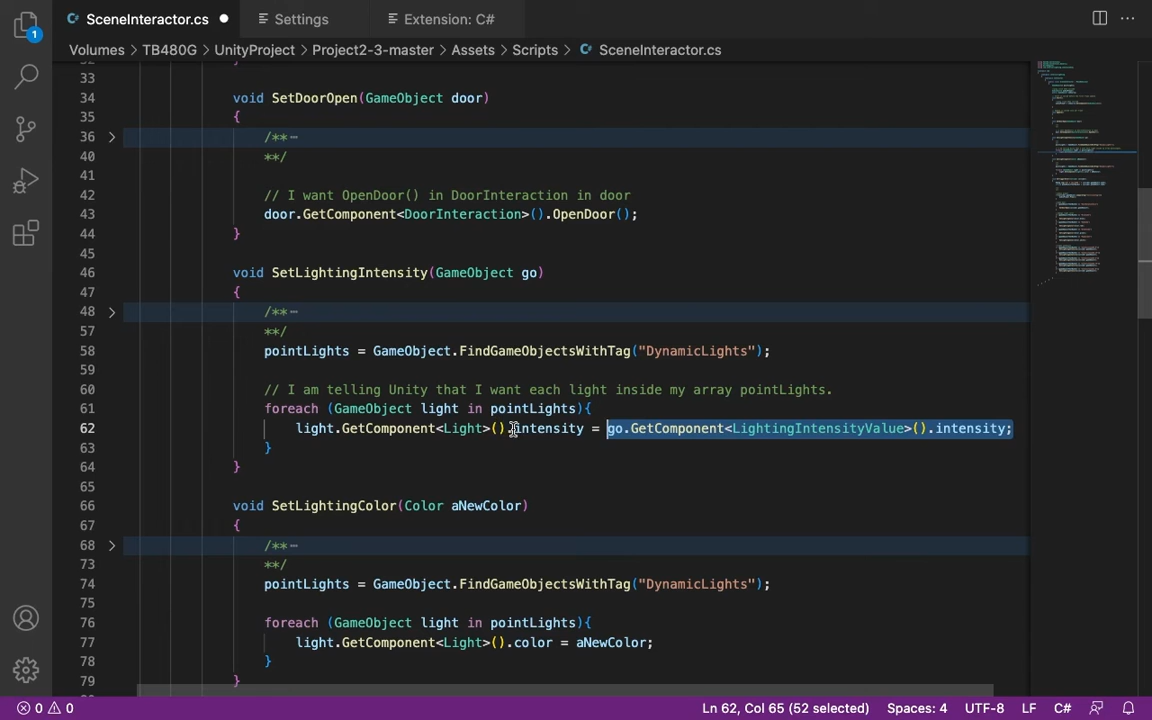 1
SceneInteractor.cs
Settings
Extension: C#
Volumes > TB480G > UnityProject > Project2-3-master > Assets > Scripts > SceneInteractor.cs
33
34 void SetDoorOpen(GameObject door)
35 {
36 /**
40 **/
41
42 // I want OpenDoor() in DoorInteraction in door
43 door.GetComponent<DoorInteraction>().OpenDoor();
44 }
45
46 void SetLightingIntensity(GameObject go)
47 {
48 /**
57 **/
58 pointLights = GameObject.FindGameObjectsWithTag("DynamicLights");
59
60 // I am telling Unity that I want each light inside my array pointLights.
61 foreach (GameObject light in pointLights){
62 light.GetComponent<Light>().intensity = go.GetComponent<LightingIntensityValue>().intensity;
63 }
64 }
65
66 void SetLightingColor(Color aNewColor)
67 {
68 /**
73 **/
74 pointLights = GameObject.FindGameObjectsWithTag("DynamicLights");
75
76 foreach (GameObject light in pointLights){
77 light.GetComponent<Light>().color = aNewColor;
78 }
79 }
0 0 Ln 62, Col 65 (52 selected) Spaces: 4 UTF-8 LF C#